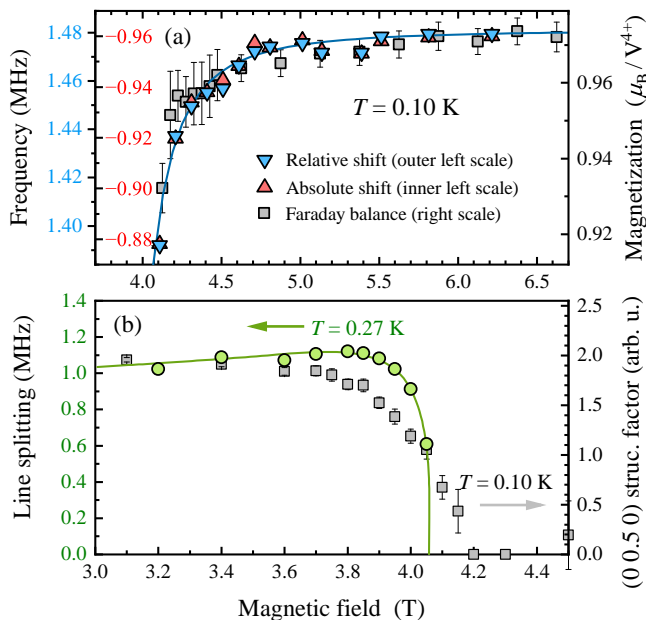 (a)
Frequency (MHz)
1.48
1.46
1.44
1.42
1.40
−0.96
−0.94
−0.92
−0.90
−0.88
T = 0.10 K
Relative shift (outer left scale)
Absolute shift (inner left scale)
Faraday balance (right scale)
0.96
0.94
0.92
Magnetization (μB / V4+)
4.0 4.5 5.0 5.5 6.0 6.5
(b)
Line splitting (MHz)
1.4
1.2
1.0
0.8
0.6
0.4
0.2
0.0
T = 0.27 K
T = 0.10 K
2.5
2.0
1.5
1.0
0.5
0.0
(0 0.5 0) struc. factor (arb. u.)
3.0 3.2 3.4 3.6 3.8 4.0 4.2 4.4
Magnetic field (T)